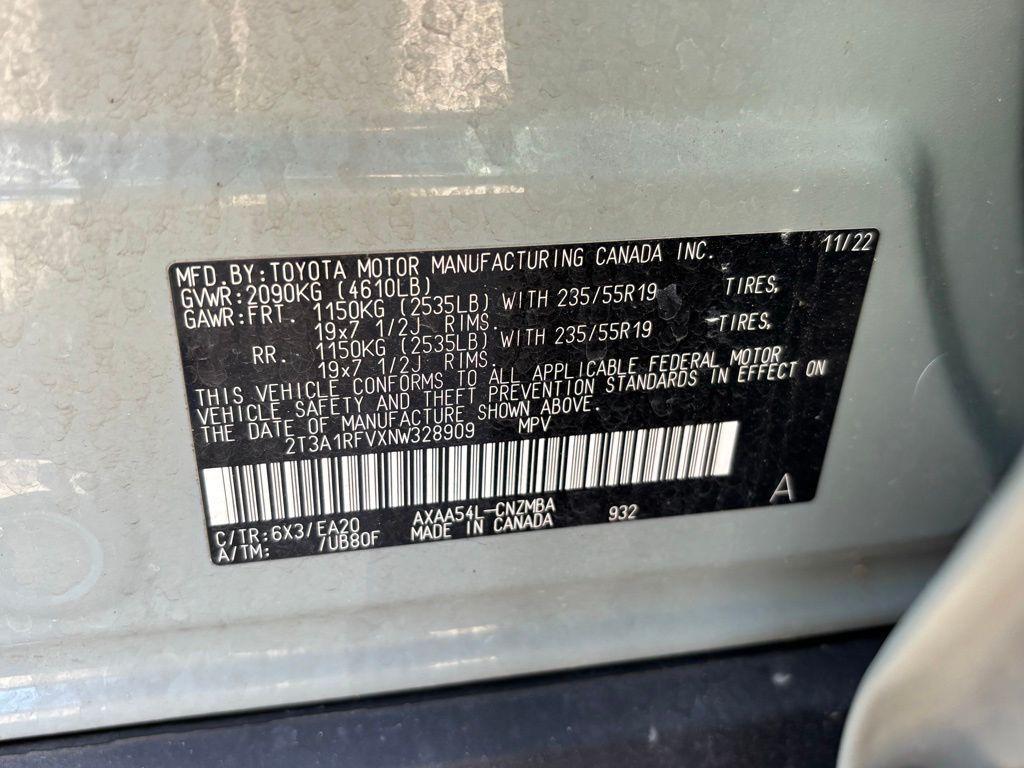 11/22
MFD.BY:TOYOTA MOTOR MANUFACTURING CANADA INC.
GVWR:2090KG (4610LB)
GAWR:FRT. 1150KG (2535LB) WITH 235/55R19 TIRES,
19x7 1/2J RIMS.
RR. 1150KG (2535LB) WITH 235/55R19 TIRES,
19x7 1/2J RIMS.
THIS VEHICLE CONFORMS TO ALL APPLICABLE FEDERAL MOTOR
VEHICLE SAFETY AND THEFT PREVENTION STANDARDS IN EFFECT ON
THE DATE OF MANUFACTURE SHOWN ABOVE.
2T3A1RFVXNW328909 MPV
A
C/TR:6X3/EA20 AXAA54L-CNZMBA 932
A/TM: /UB80F MADE IN CANADA